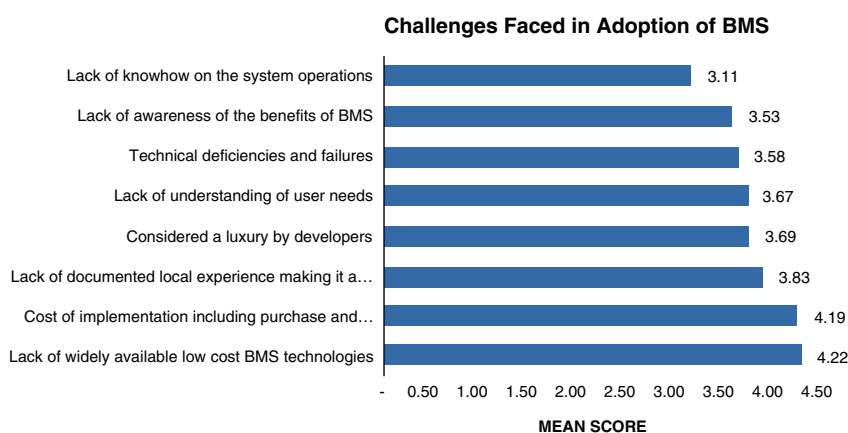 Challenges Faced in Adoption of BMS
Lack of knowhow on the system operations 3.11
Lack of awareness of the benefits of BMS 3.53
Technical deficiencies and failures 3.58
Lack of understanding of user needs 3.67
Considered a luxury by developers 3.69
Lack of documented local experience making it a… 3.83
Cost of implementation including purchase and… 4.19
Lack of widely available low cost BMS technologies 4.22
- 0.50 1.00 1.50 2.00 2.50 3.00 3.50 4.00 4.50
MEAN SCORE